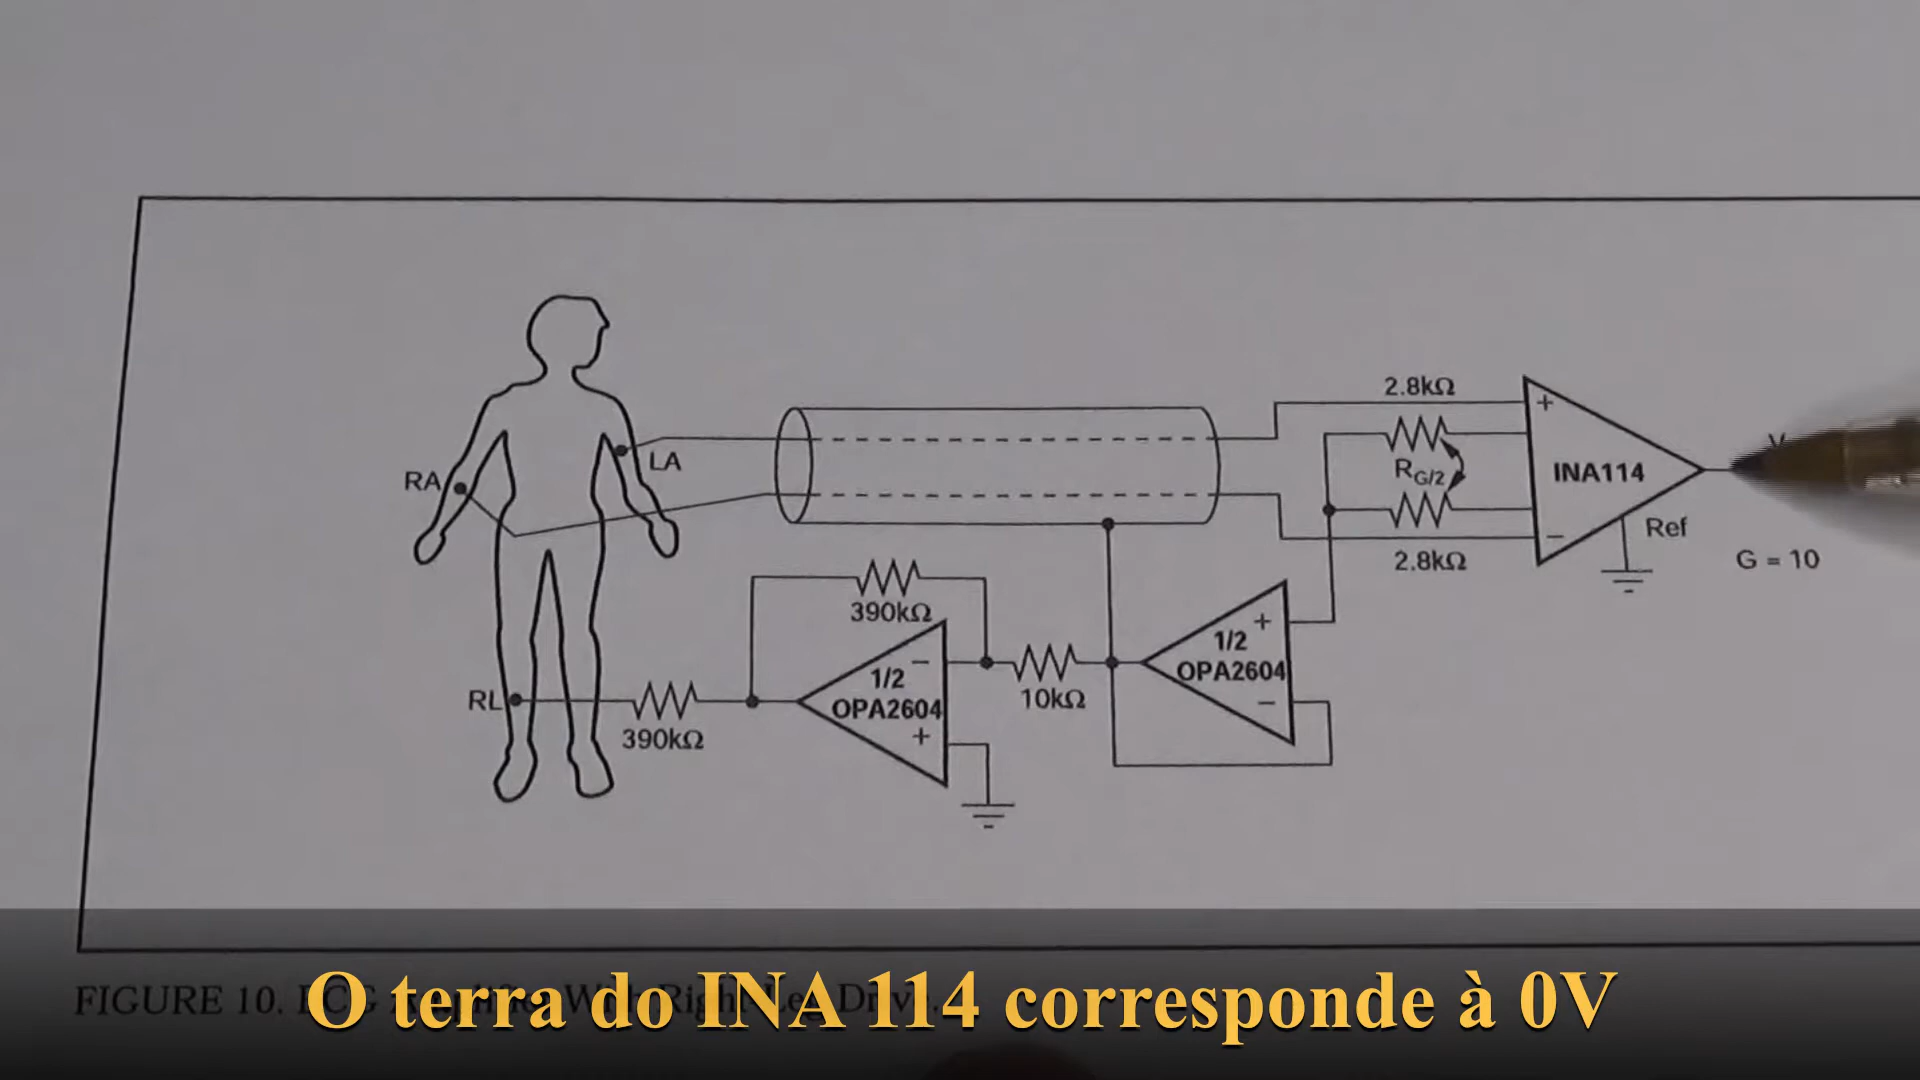 2.8kΩ
+
RG/2
INA114
LA
RA
Ref
−
2.8kΩ
G = 10
390kΩ
+
1/2
OPA2604
−
−
1/2
OPA2604
+
10kΩ
RL
390kΩ
FIGURE 10.
O terra do INA 114 corresponde à 0V